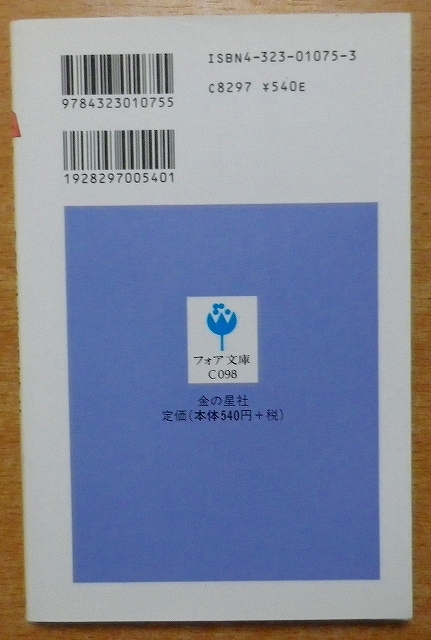 ISBN4-323-01075-3
C8297 ¥540E
9784323010755
1928297005401
フォア文庫
C098
金の星社
定価(本体540円+税)